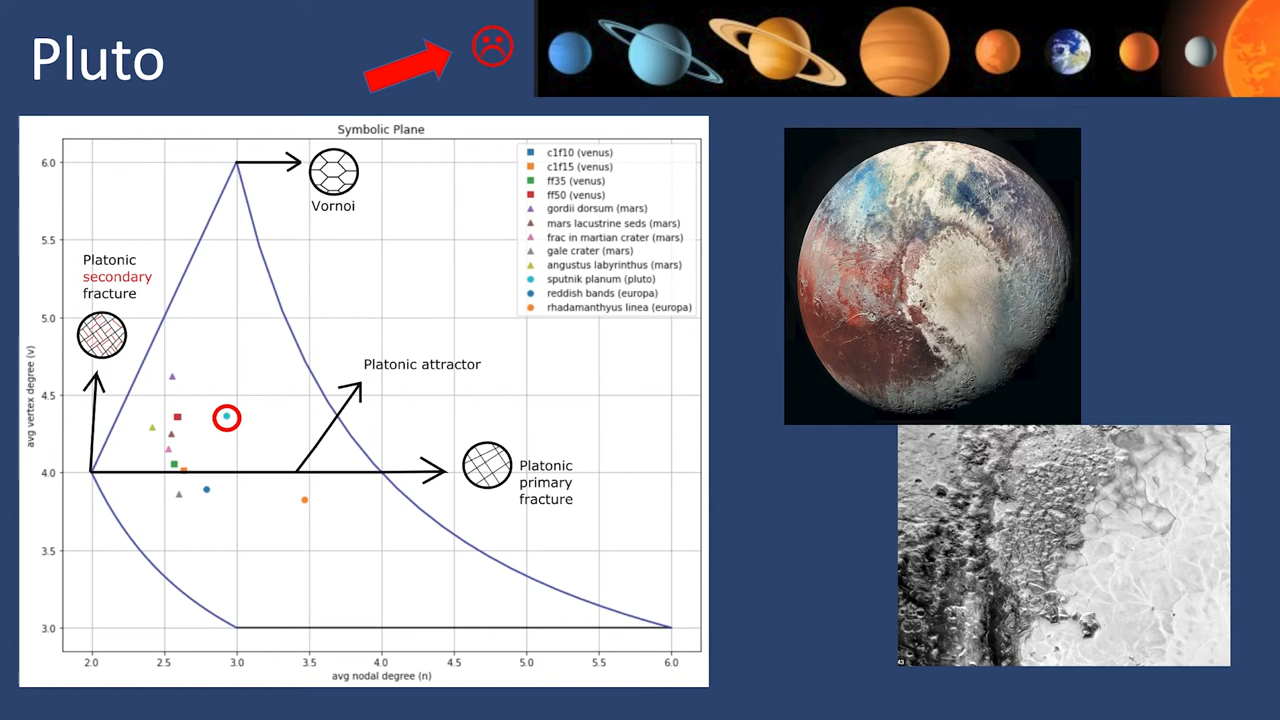 Pluto
Symbolic Plane
6.0
5.5
5.0
4.5
4.0
3.5
3.0
avg vertex degree (v)
2.0 2.5 3.0 3.5 4.0 4.5 5.0 5.5 6.0
avg nodal degree (n)
Vornoi
Platonic
secondary
fracture
Platonic attractor
Platonic
primary
fracture
c1f10 (venus)
c1f15 (venus)
ff35 (venus)
ff50 (venus)
gordii dorsum (mars)
mars lacustrine seds (mars)
frac in martian crater (mars)
gale crater (mars)
angustus labyrinthus (mars)
sputnik planum (pluto)
reddish bands (europa)
rhadamanthyus linea (europa)
43